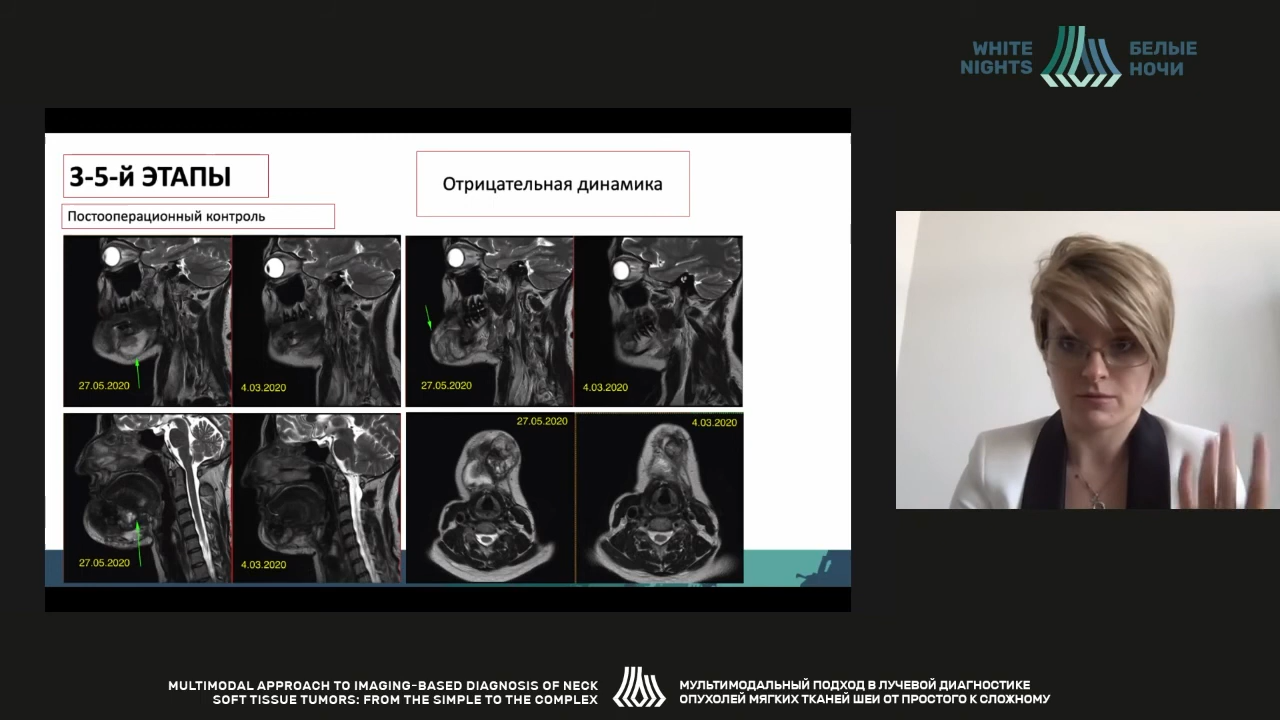 WHITE
NIGHTS
БЕЛЫЕ
НОЧИ
3-5-й ЭТАПЫ
Отрицательная динамика
Постооперационный контроль
27.05.2020
4.03.2020
27.05.2020
4.03.2020
27.05.2020
4.03.2020
27.05.2020
4.03.2020
MULTIMODAL APPROACH TO IMAGING-BASED DIAGNOSIS OF NECK
SOFT TISSUE TUMORS: FROM THE SIMPLE TO THE COMPLEX
МУЛЬТИМОДАЛЬНЫЙ ПОДХОД В ЛУЧЕВОЙ ДИАГНОСТИКЕ
ОПУХОЛЕЙ МЯГКИХ ТКАНЕЙ ШЕИ ОТ ПРОСТОГО К СЛОЖНОМУ